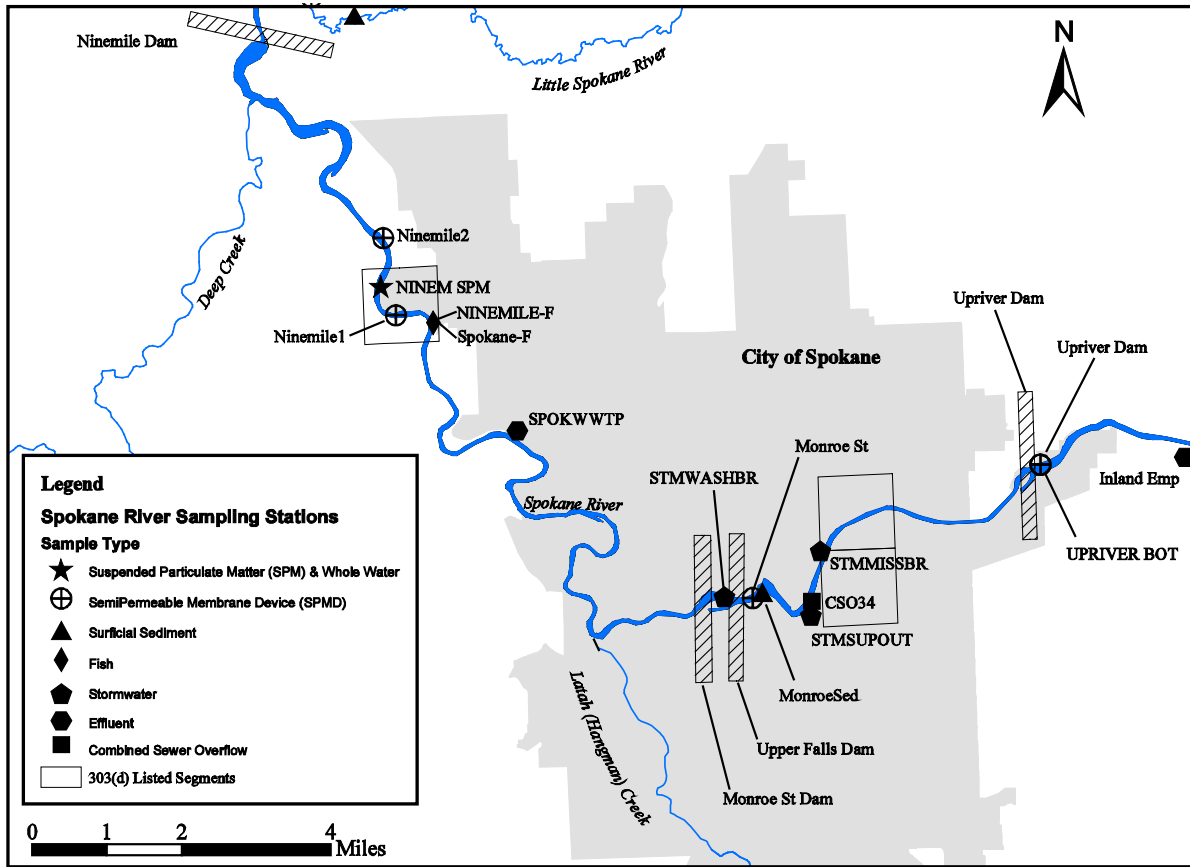 Ninemile Dam
Little Spokane River
N
Deep Creek
Ninemile2
NINEM SPM
NINEMILE-F
Ninemile1
Spokane-F
Upriver Dam
Upriver Dam
City of Spokane
SPOKWWTP
Monroe St
STMWASHBR
Inland Emp
Spokane River
UPRIVER BOT
STMMISSBR
CSO34
STMSUPOUT
MonroeSed
Latah (Hangman) Creek
Upper Falls Dam
Monroe St Dam
Legend
Spokane River Sampling Stations
Sample Type
Suspended Particulate Matter (SPM) & Whole Water
SemiPermeable Membrane Device (SPMD)
Surficial Sediment
Fish
Stormwater
Effluent
Combined Sewer Overflow
303(d) Listed Segments
0 1 2 4
Miles